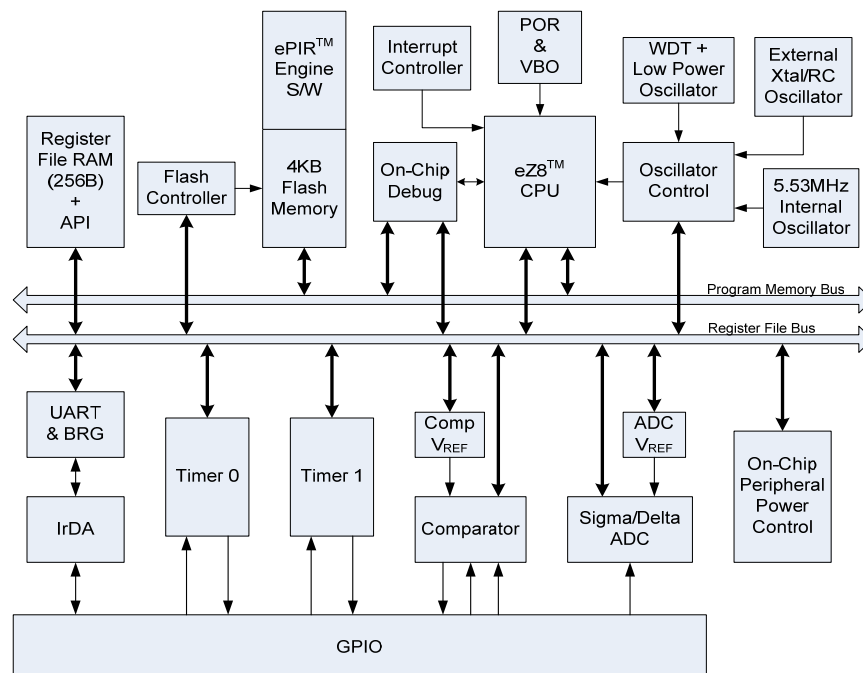 ePIR™
Engine
S/W
Interrupt
Controller
POR
&
VBO
WDT +
Low Power
Oscillator
External
Xtal/RC
Oscillator
Register
File RAM
(256B)
+
API
Flash
Controller
4KB
Flash
Memory
On-Chip
Debug
eZ8™
CPU
Oscillator
Control
5.53MHz
Internal
Oscillator
Program Memory Bus
Register File Bus
UART
& BRG
Timer 0
Timer 1
Comp
VREF
ADC
VREF
On-Chip
Peripheral
Power
Control
IrDA
Comparator
Sigma/Delta
ADC
GPIO